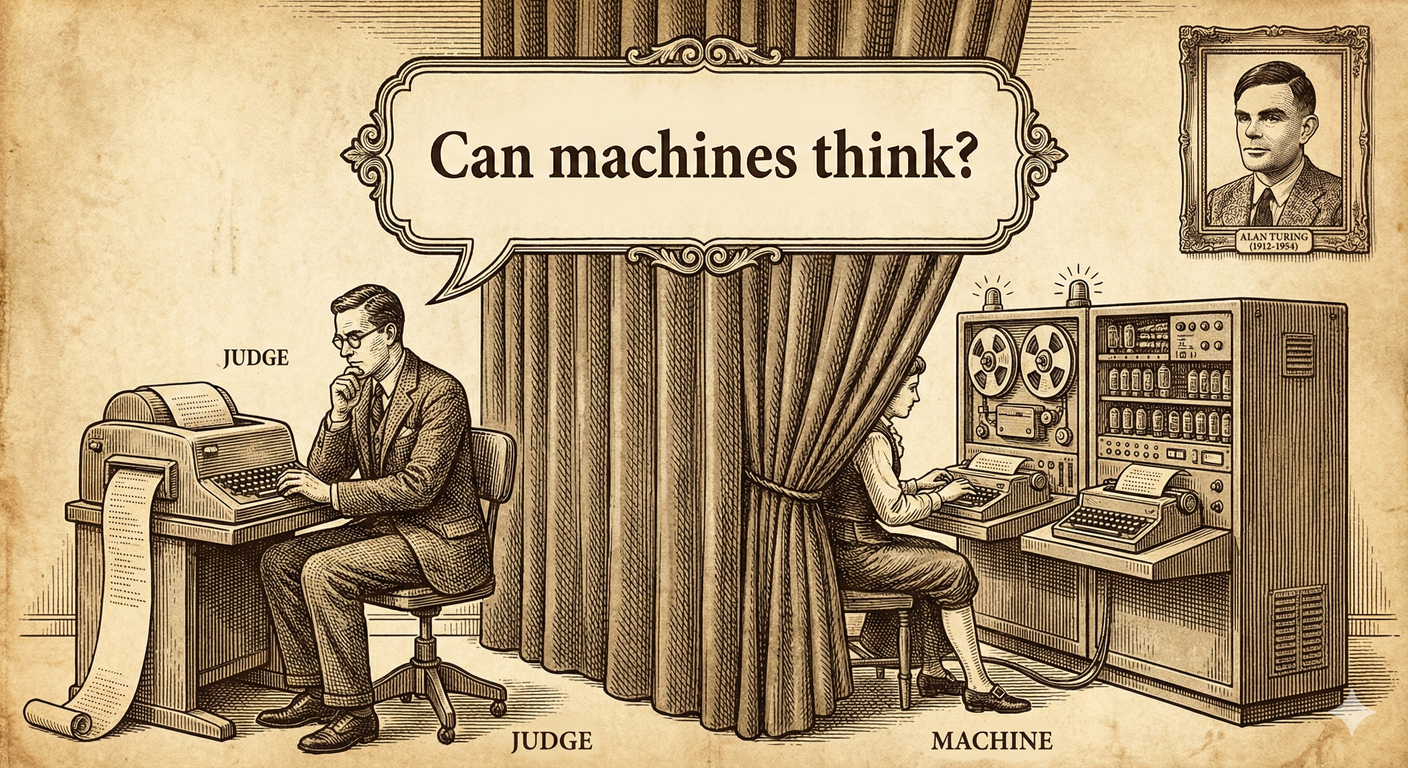 Can machines think?
ALAN TURING
(1912-1954)
JUDGE
JUDGE
MACHINE